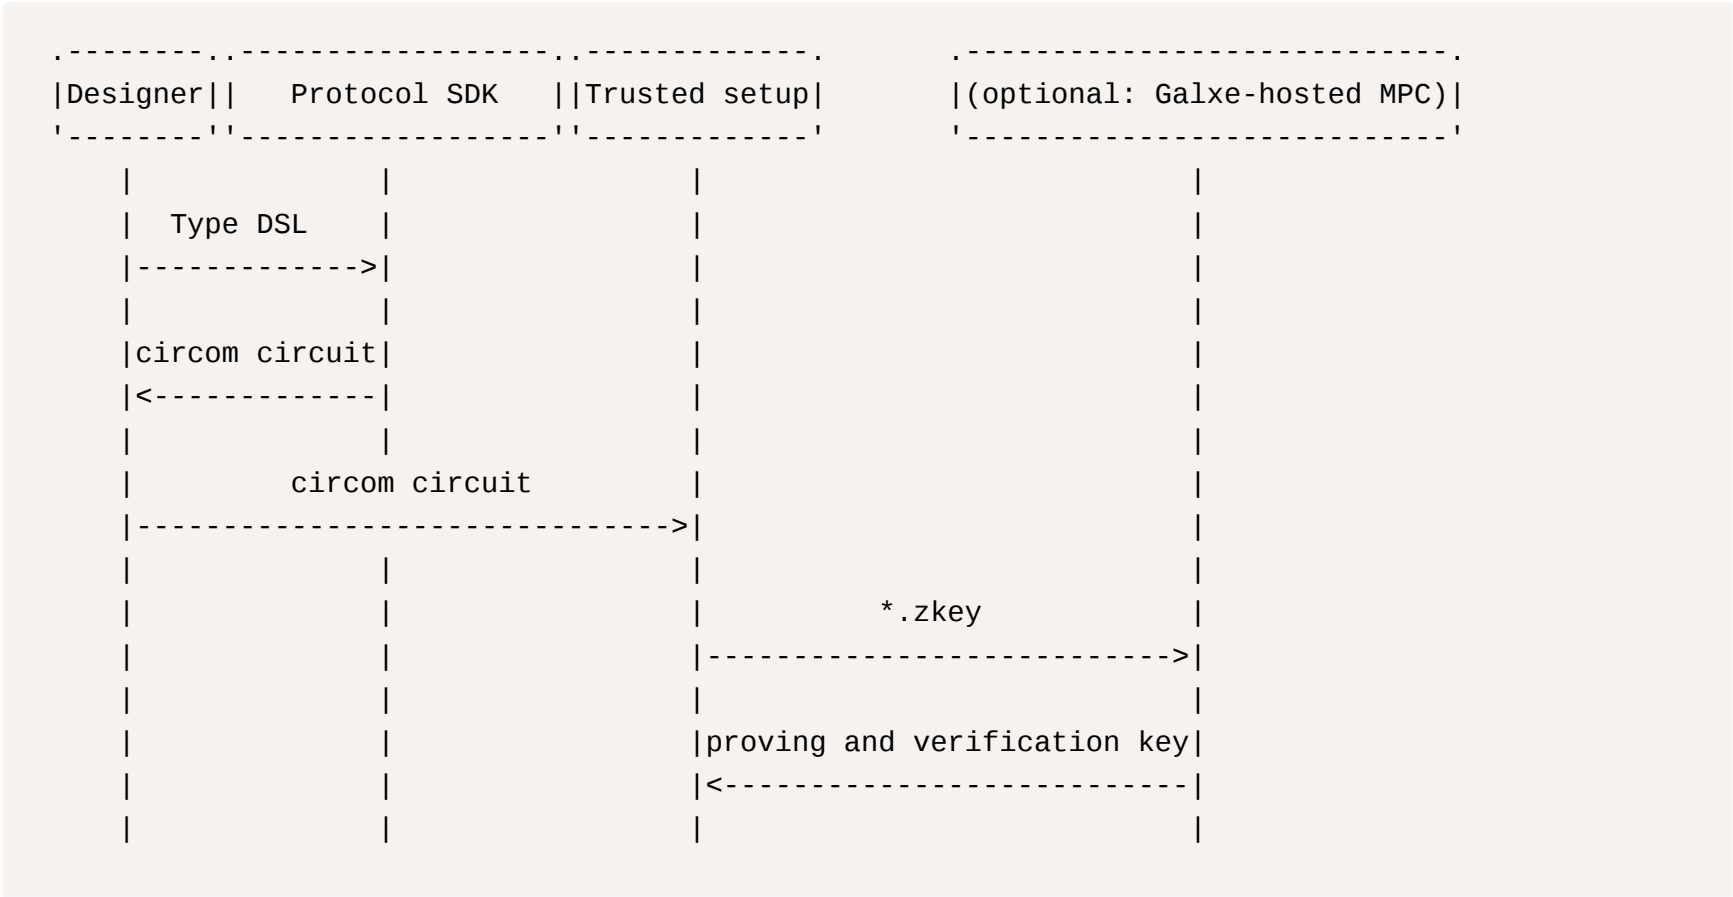 .--------..------------------..-------------.       .----------------------------.
|Designer||   Protocol SDK   ||Trusted setup|       |(optional: Galxe-hosted MPC)|
'--------''------------------''-------------'       '----------------------------'
    |              |                 |                            |
    |  Type DSL    |                 |                            |
    |------------->|                 |                            |
    |              |                 |                            |
    |circom circuit|                 |                            |
    |<-------------|                 |                            |
    |              |                 |                            |
    |         circom circuit         |                            |
    |------------------------------->|                            |
    |              |                 |                            |
    |              |                 |          *.zkey            |
    |              |                 |--------------------------->|
    |              |                 |                            |
    |              |                 |proving and verification key|
    |              |                 |<---------------------------|
    |              |                 |                            |